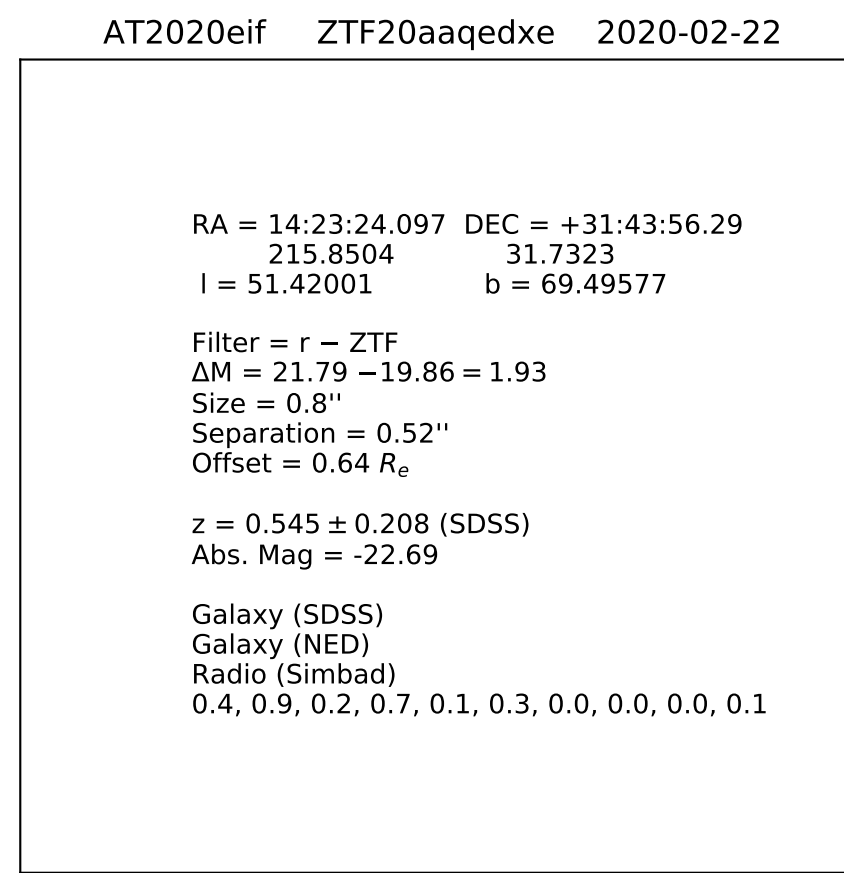 AT2020eif ZTF20aaqedxe 2020-02-22
RA = 14:23:24.097 DEC = +31:43:56.29
215.8504 31.7323
l = 51.42001 b = 69.49577
Filter = r − ZTF
ΔM = 21.79 −19.86 = 1.93
Size = 0.8''
Separation = 0.52''
Offset = 0.64 Rₑ
z = 0.545 ± 0.208 (SDSS)
Abs. Mag = -22.69
Galaxy (SDSS)
Galaxy (NED)
Radio (Simbad)
0.4, 0.9, 0.2, 0.7, 0.1, 0.3, 0.0, 0.0, 0.0, 0.1